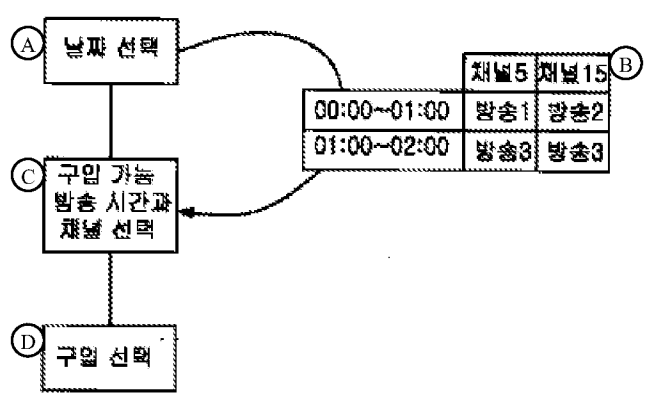 A
날짜 선택
채널5 채널15
B
00:00~01:00 방송1 방송2
01:00~02:00 방송3 방송3
C
구입 가능
방송 시간과
채널 선택
D
구입 선택